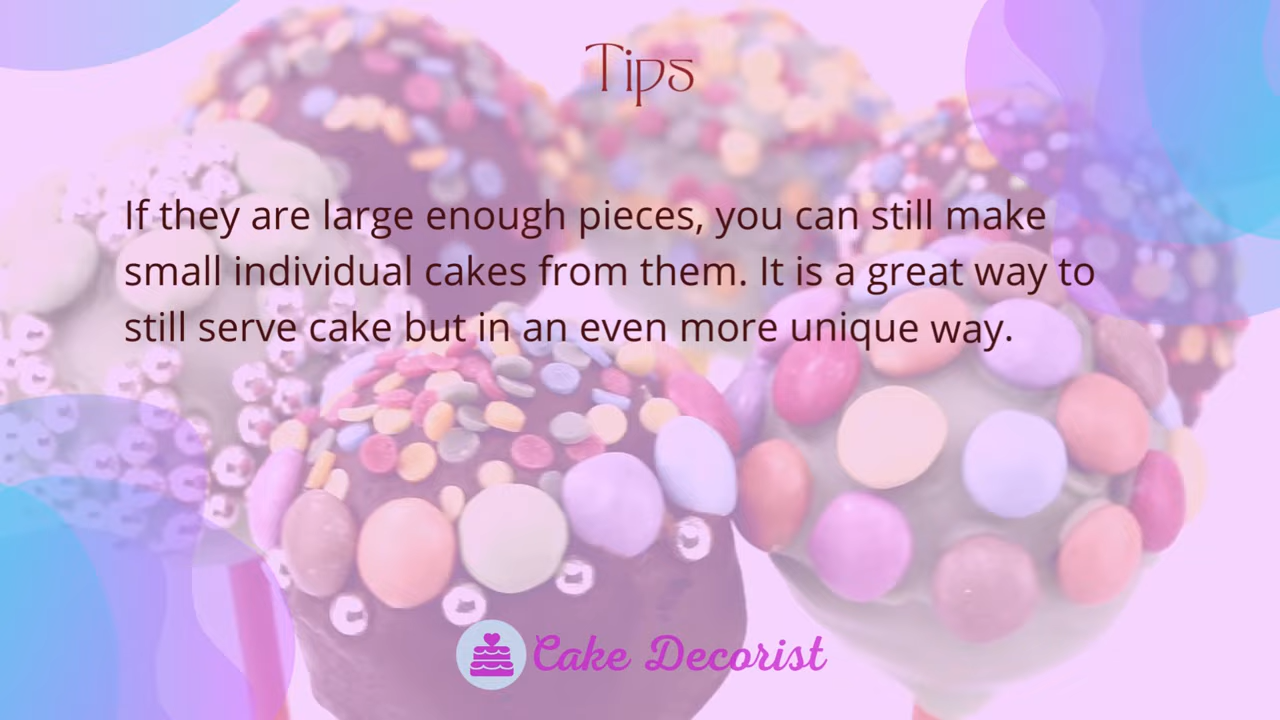 Tips
If they are large enough pieces, you can still make
small individual cakes from them. It is a great way to
still serve cake but in an even more unique way.
Cake Decorist